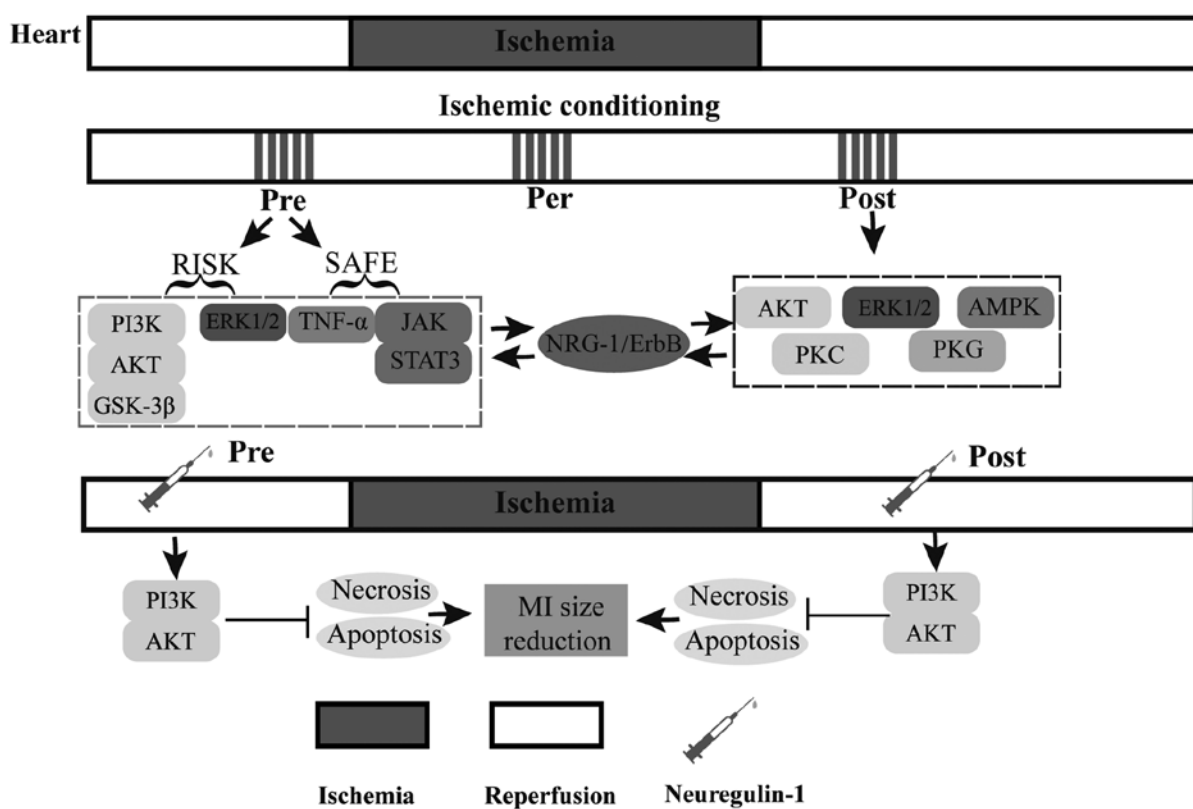 Heart
Ischemia
Ischemic conditioning
Pre
Per
Post
RISK
SAFE
PI3K
AKT
GSK-3β
ERK1/2
TNF-α
JAK
STAT3
NRG-1/ErbB
AKT
ERK1/2
AMPK
PKC
PKG
Pre
Post
Ischemia
PI3K
AKT
Necrosis
Apoptosis
MI size
reduction
Necrosis
Apoptosis
PI3K
AKT
Ischemia
Reperfusion
Neuregulin-1